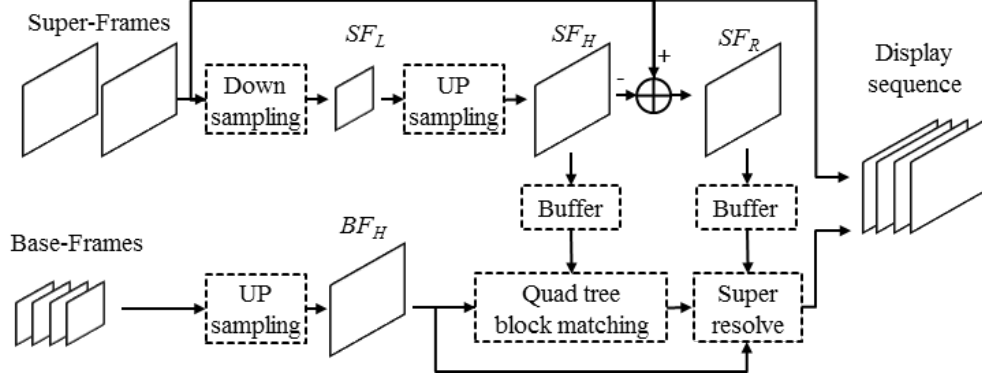 Super-Frames
SF_L
SF_H
SF_R
Display
sequence
Down
sampling
UP
sampling
-
+
Buffer
Buffer
Base-Frames
BF_H
UP
sampling
Quad tree
block matching
Super
resolve